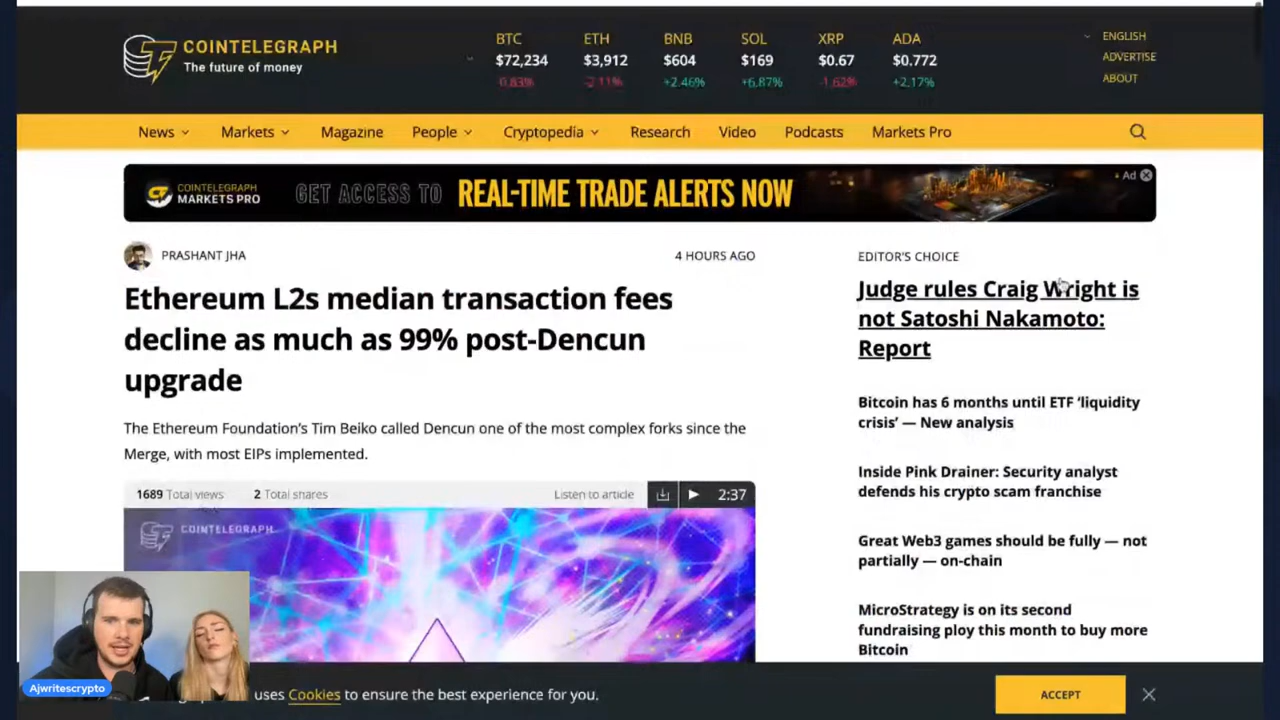 COINTELEGRAPH
The future of money
BTC ETH BNB SOL XRP ADA
$72,234 $3,912 $604 $169 $0.67 $0.772
0.83% -2.11% +2.46% +6.87% -1.62% +2.17%
ENGLISH
ADVERTISE
ABOUT
News Markets Magazine People Cryptopedia Research Video Podcasts Markets Pro
COINTELEGRAPH
MARKETS PRO
GET ACCESS TO REAL-TIME TRADE ALERTS NOW
Ad
PRASHANT JHA
4 HOURS AGO
Ethereum L2s median transaction fees
decline as much as 99% post-Dencun
upgrade
The Ethereum Foundation's Tim Beiko called Dencun one of the most complex forks since the
Merge, with most EIPs implemented.
1689 Total views 2 Total shares Listen to article 2:37
COINTELEGRAPH
EDITOR'S CHOICE
Judge rules Craig Wright is
not Satoshi Nakamoto:
Report
Bitcoin has 6 months until ETF 'liquidity
crisis' — New analysis
Inside Pink Drainer: Security analyst
defends his crypto scam franchise
Great Web3 games should be fully — not
partially — on-chain
MicroStrategy is on its second
fundraising ploy this month to buy more
Bitcoin
Ajwritescrypto
uses Cookies to ensure the best experience for you.
ACCEPT